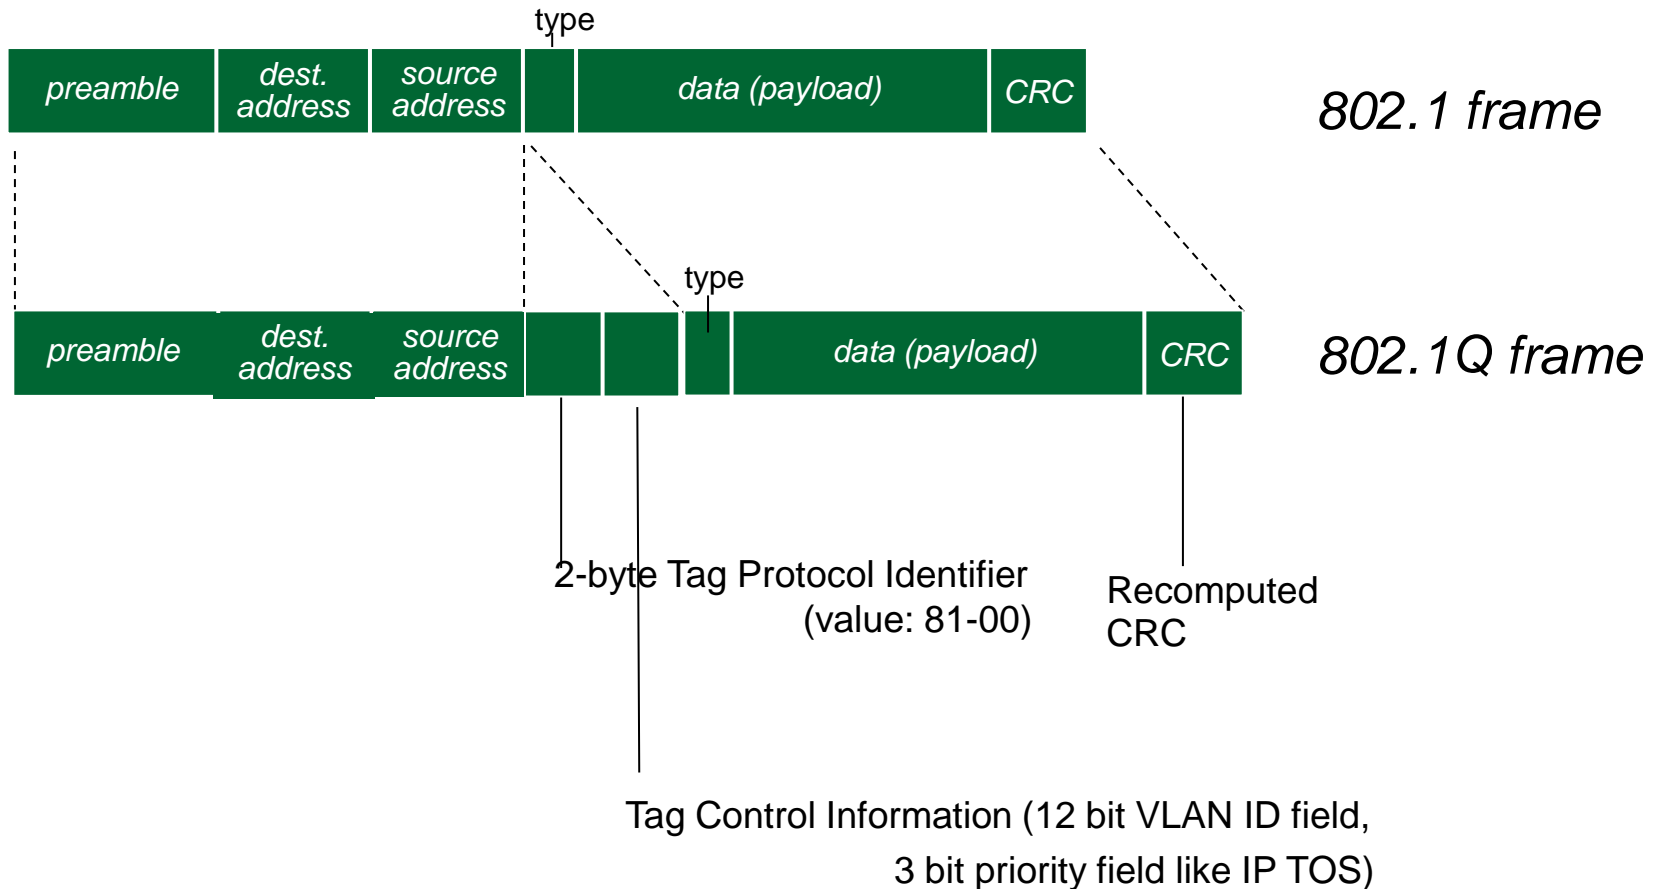 type
preamble
dest.
address
source
address
data (payload)
CRC
802.1 frame
type
preamble
dest.
address
source
address
data (payload)
CRC
802.1Q frame
2-byte Tag Protocol Identifier
(value: 81-00)
Recomputed
CRC
Tag Control Information (12 bit VLAN ID field,
3 bit priority field like IP TOS)